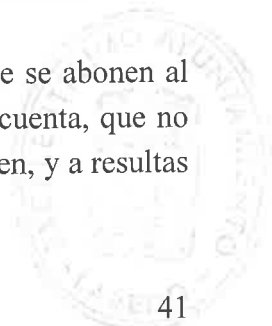 e se abonen al
cuenta, que no
en, y a resultas
41